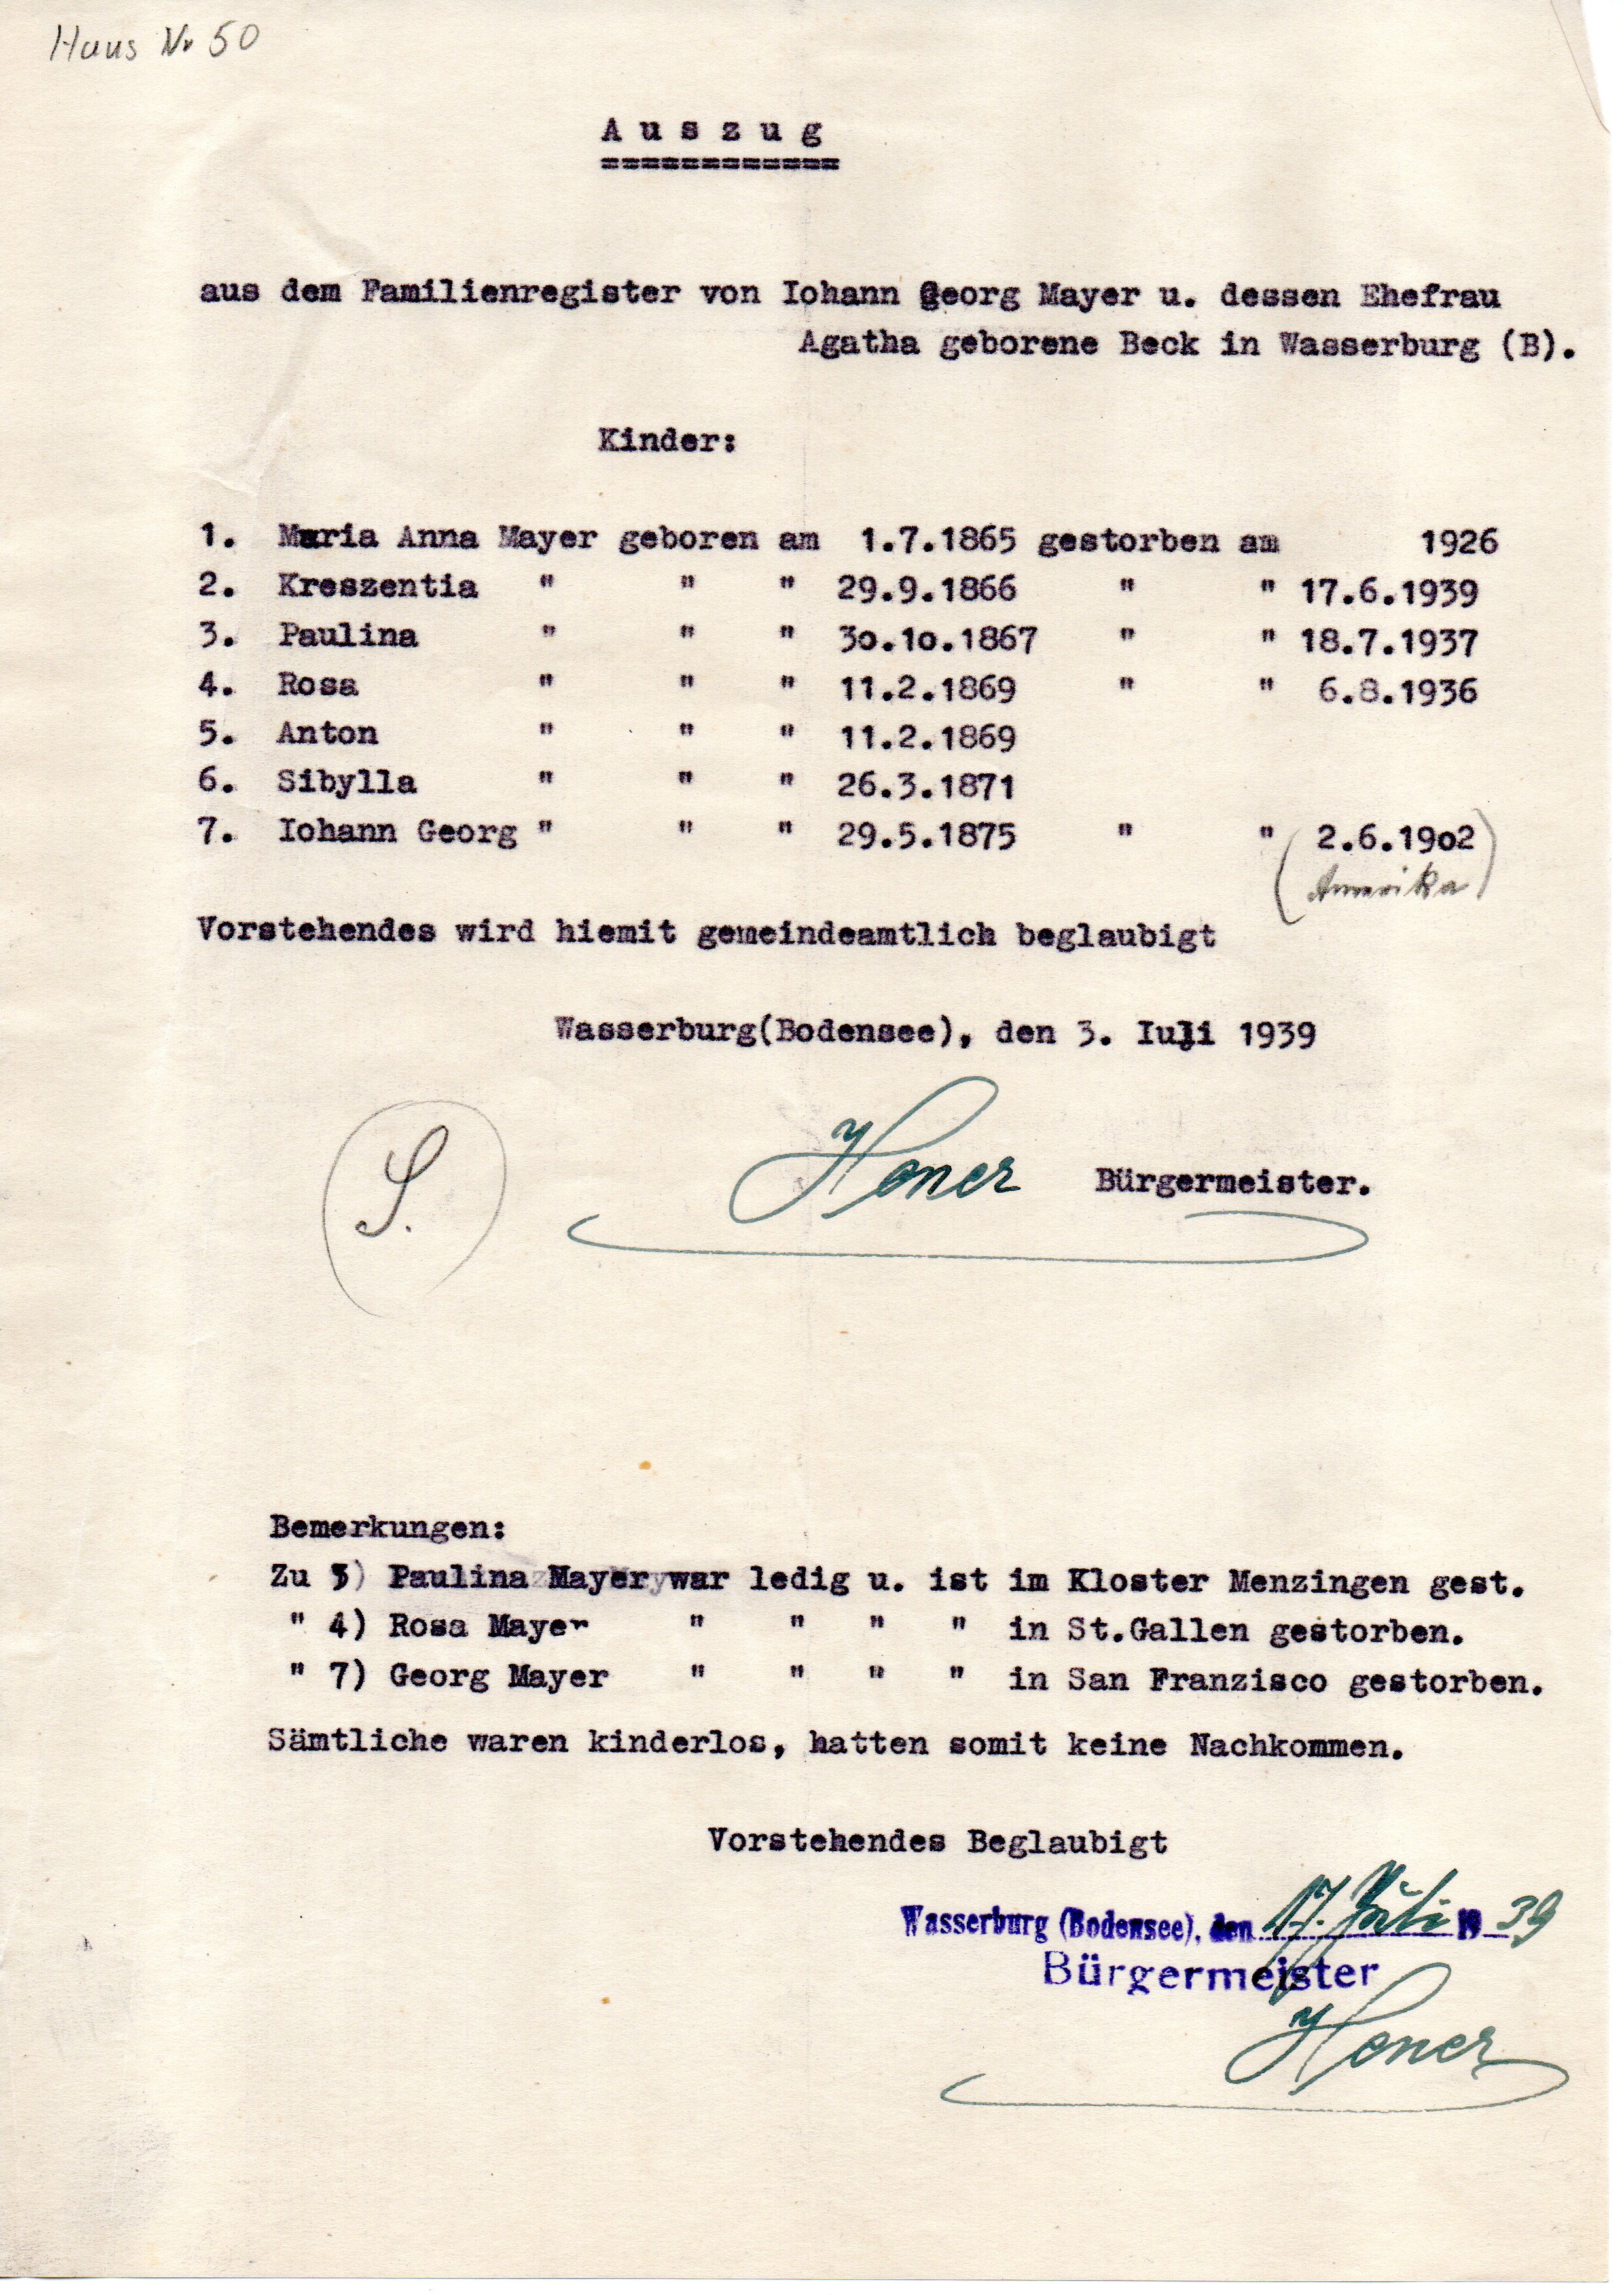 Haus Nr 50
Auszug
============
aus dem Familienregister von Iohann Georg Mayer u. dessen Ehefrau
Agatha geborene Beck in Wasserburg (B).
Kinder:
1. Maria Anna Mayer geboren am 1.7.1865 gestorben am 1926
2. Kreszentia " " " 29.9.1866 " " 17.6.1939
3. Paulina " " " 3o.1o.1867 " " 18.7.1937
4. Rosa " " " 11.2.1869 " " 6.8.1936
5. Anton " " " 11.2.1869
6. Sibylla " " " 26.3.1871
7. Iohann Georg " " " 29.5.1875 " " (2.6.19o2
Amerika)
Vorstehendes wird hiemit gemeindeamtlich beglaubigt
Wasserburg(Bodensee), den 3. Iuli 1939
S.
Honer Bürgermeister.
Bemerkungen:
Zu 3) Paulina Mayer war ledig u. ist im Kloster Menzingen gest.
" 4) Rosa Mayer " " " " in St.Gallen gestorben.
" 7) Georg Mayer " " " " in San Franzisco gestorben.
Sämtliche waren kinderlos, hatten somit keine Nachkommen.
Vorstehendes Beglaubigt
Wasserburg (Bodensee), den 17. Juli 19 39
Bürgermeister
Honer